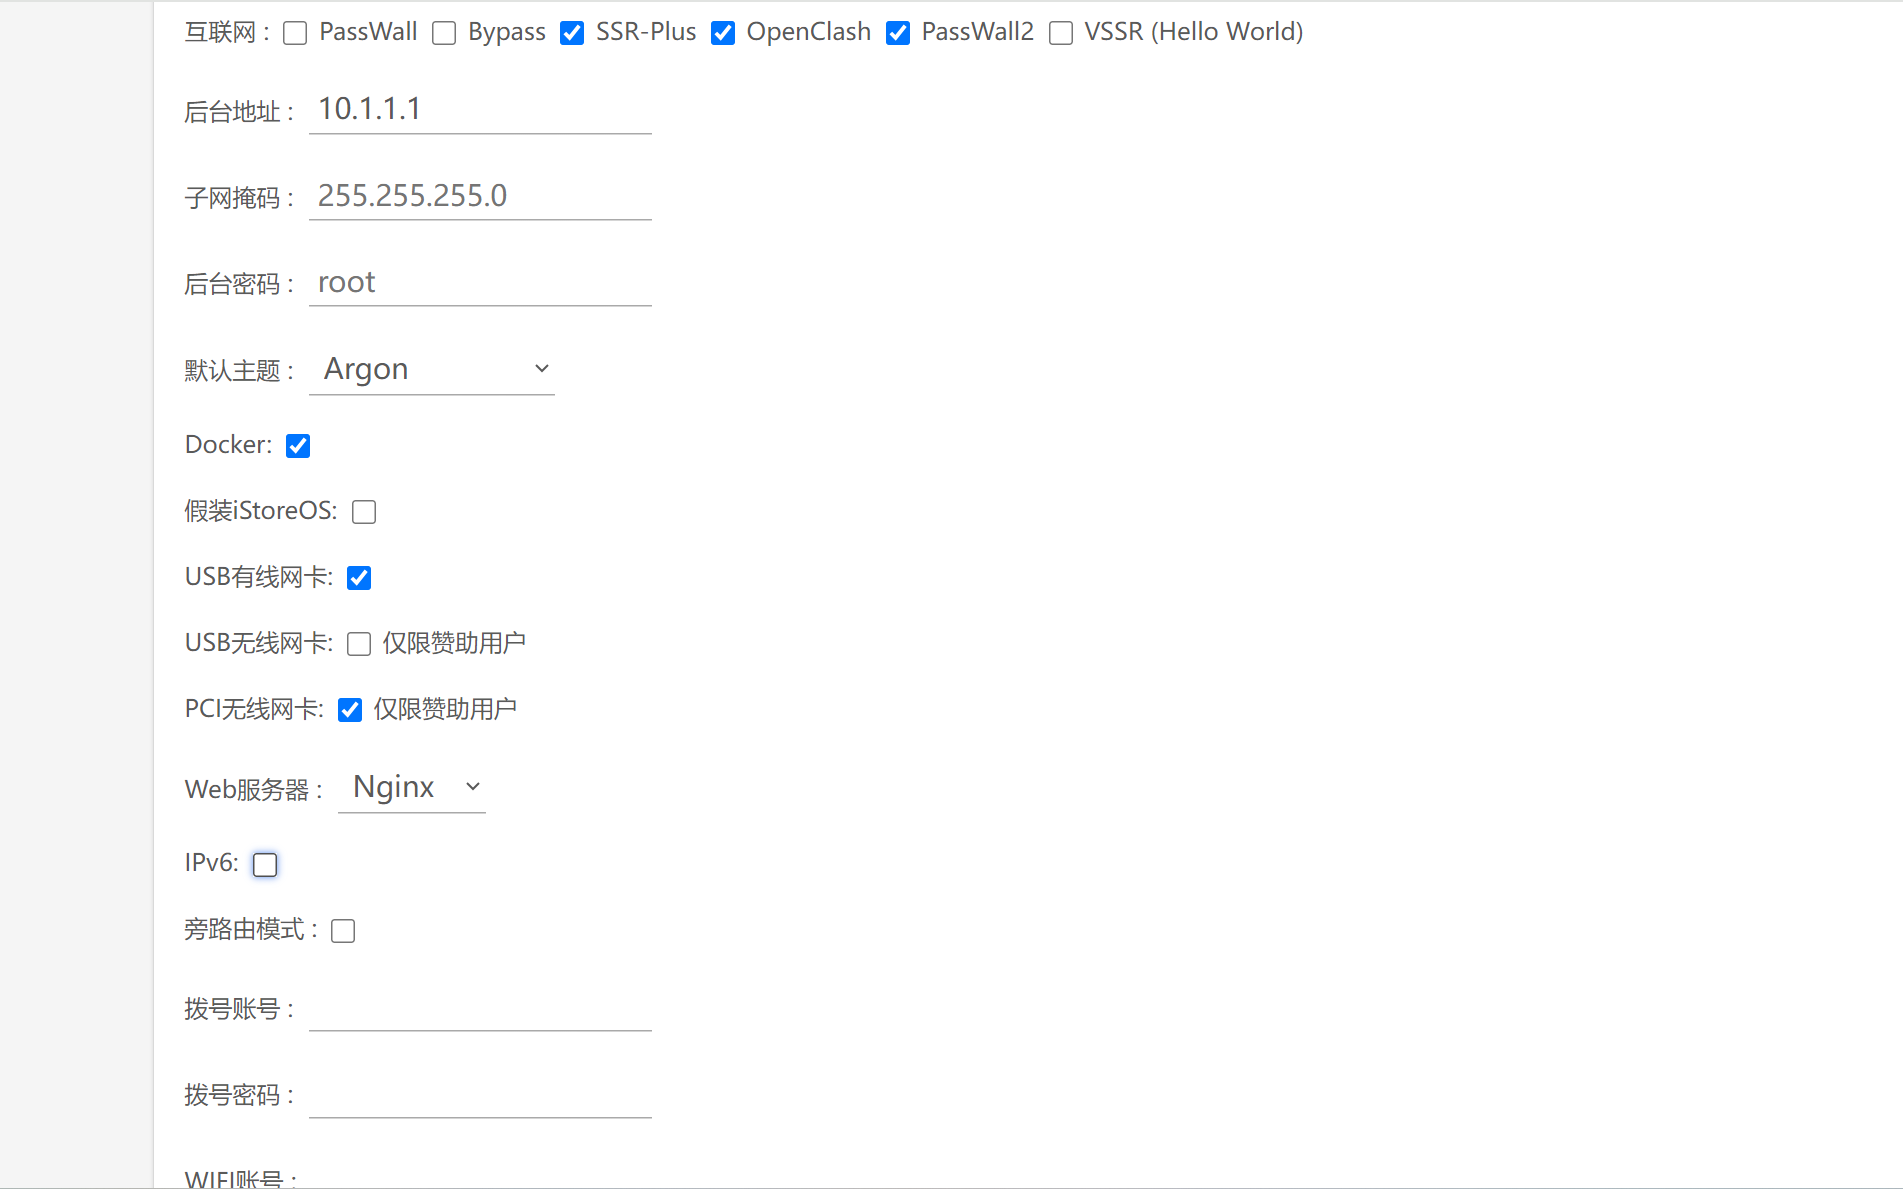 互联网 : PassWall Bypass SSR-Plus OpenClash PassWall2 VSSR (Hello World)
后台地址 : 10.1.1.1
子网掩码 : 255.255.255.0
后台密码 : root
默认主题 : Argon
Docker:
假装iStoreOS:
USB有线网卡:
USB无线网卡: 仅限赞助用户
PCI无线网卡: 仅限赞助用户
Web服务器 : Nginx
IPv6:
旁路由模式 :
拨号账号 :
拨号密码 :
WIFI账号 :